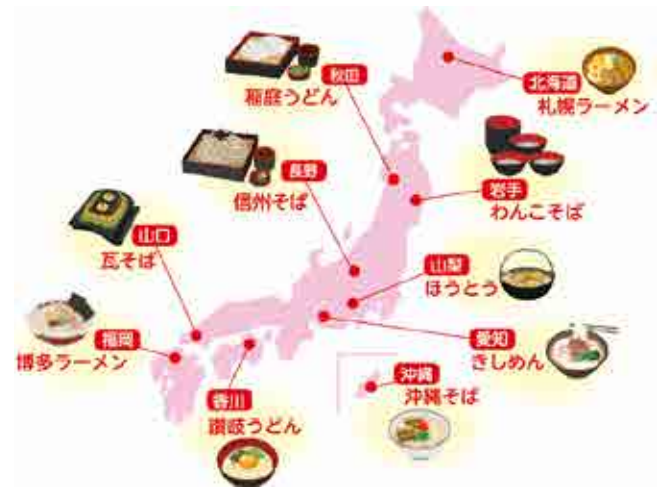 北海道
札幌ラーメン
秋田
稲庭うどん
岩手
わんこそば
長野
信州そば
山梨
ほうとう
山口
瓦そば
愛知
きしめん
福岡
博多ラーメン
香川
讃岐うどん
沖縄
沖縄そば